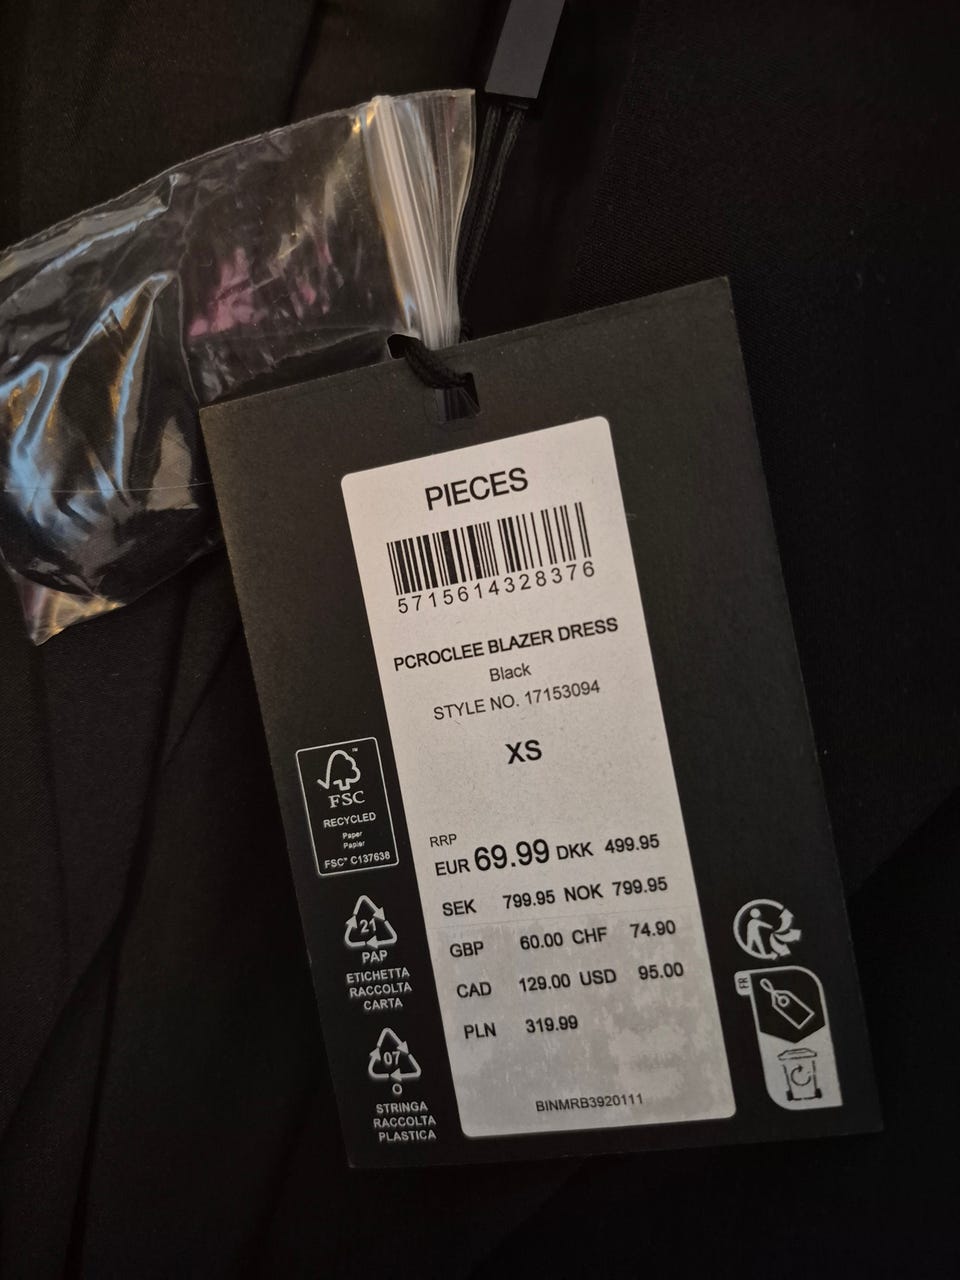 PIECES
5715614328376
PCROCLEE BLAZER DRESS
Black
STYLE NO. 17153094
XS
RRP
EUR 69.99 DKK 499.95
SEK 799.95 NOK 799.95
GBP 60.00 CHF 74.90
CAD 129.00 USD 95.00
PLN 319.99
BINMRB3920111
FSC™
RECYCLED
Paper
Papier
FSC® C137638
21
PAP
ETICHETTA
RACCOLTA
CARTA
07
O
STRINGA
RACCOLTA
PLASTICA
FR